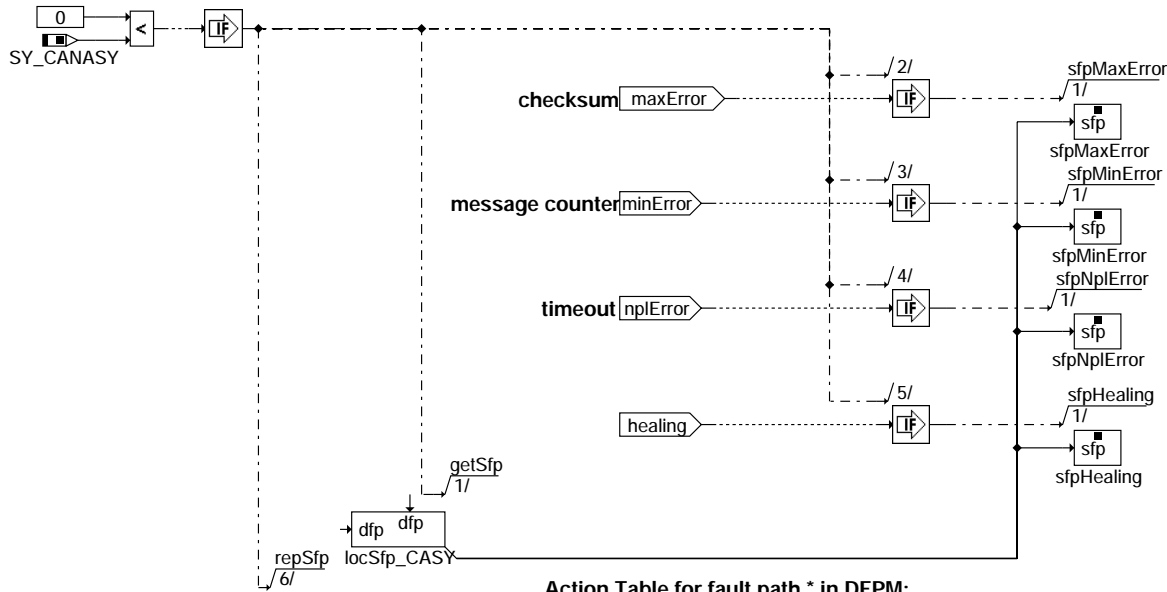 0
<
IF
SY_CANASY
2/
sfpMaxError
1/
checksum
maxError
IF
sfp
sfpMaxError
3/
sfpMinError
1/
message counter
minError
IF
sfp
sfpMinError
4/
sfpNplError
1/
timeout
nplError
IF
sfp
sfpNplError
5/
sfpHealing
1/
healing
IF
sfp
sfpHealing
getSfp
1/
dfp
dfp
locSfp_CASY
repSfp
6/
Action Table for fault path * in DFPM: